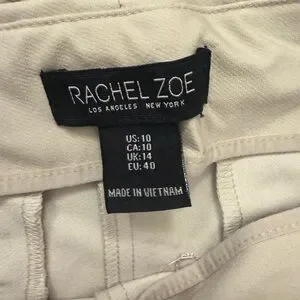 RACHEL ZOE
LOS ANGELES NEW YORK
US: 10
CA: 10
UK: 14
EU: 40
MADE IN VIETNAM